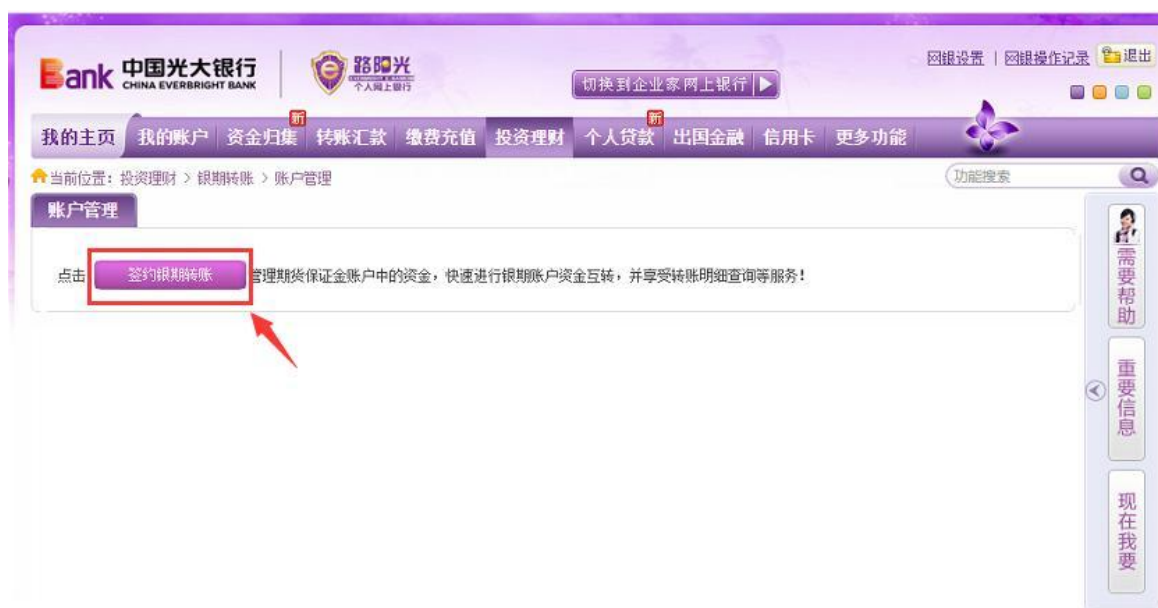 网银设置 | 网银操作记录 退出
Bank 中国光大银行
CHINA EVERBRIGHT BANK
个人网上银行
切换到企业家网上银行
新 新
我的主页 我的账户 资金归集 转账汇款 缴费充值 投资理财 个人贷款 出国金融 信用卡 更多功能
当前位置：投资理财 > 银期转账 > 账户管理
功能搜索
账户管理
点击 签约银期转账 管理期货保证金账户中的资金，快速进行银期账户资金互转，并享受转账明细查询等服务！
需要帮助
重要信息
现在我要